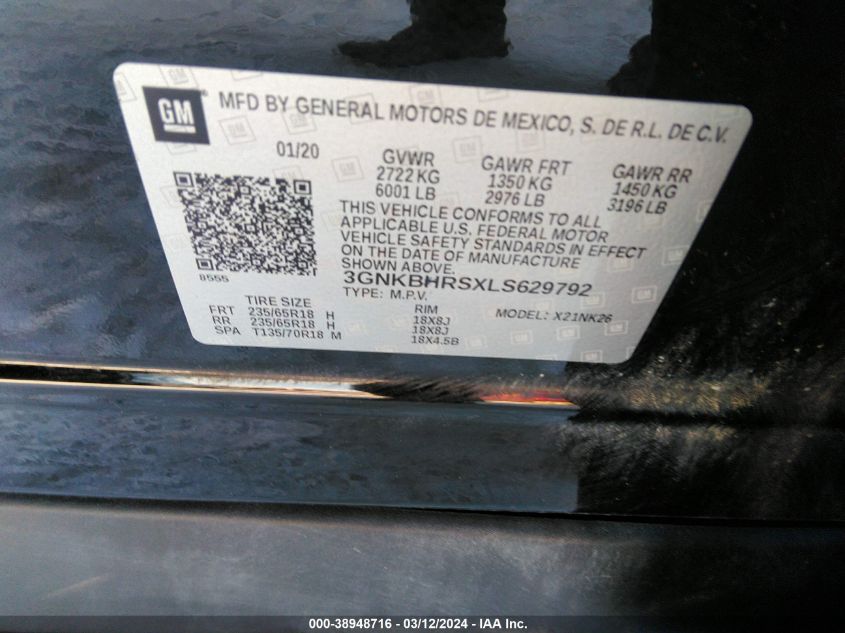 GM
MFD BY GENERAL MOTORS DE MEXICO, S. DE R.L. DE C.V.
01/20
GVWR GAWR FRT GAWR RR
2722 KG 1350 KG 1450 KG
6001 LB 2976 LB 3196 LB
THIS VEHICLE CONFORMS TO ALL
APPLICABLE U.S. FEDERAL MOTOR
VEHICLE SAFETY STANDARDS IN EFFECT
ON THE DATE OF MANUFACTURE
SHOWN ABOVE.
8555
3GNKBHRSXLS629792
TYPE: M.P.V. MODEL: X21NK26
TIRE SIZE RIM
FRT 235/65R18 H 18X8J
RR 235/65R18 H 18X8J
SPA T135/70R18 M 18X4.5B
000-38948716 - 03/12/2024 - IAA Inc.